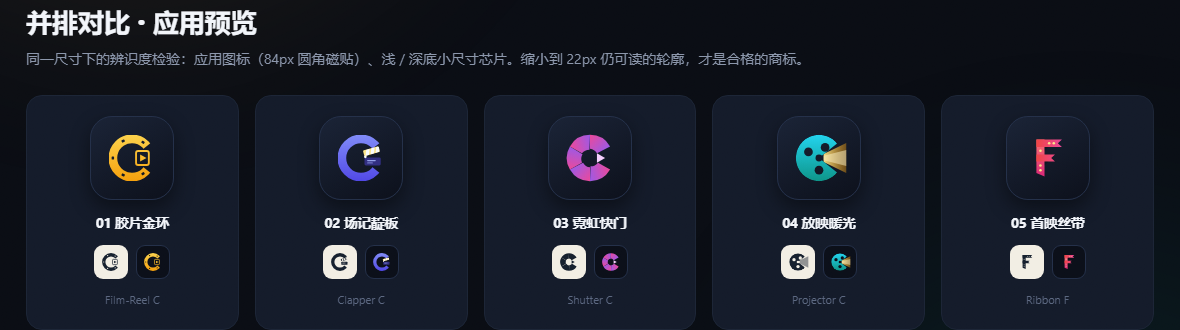 并排对比 · 应用预览
同一尺寸下的辨识度检验：应用图标（84px 圆角磁贴）、浅 / 深底小尺寸芯片。缩小到 22px 仍可读的轮廓，才是合格的商标。
01 胶片金环
02 场记靛板
03 霓虹快门
04 放映暖光
05 首映丝带
Film-Reel C
Clapper C
Shutter C
Projector C
Ribbon F